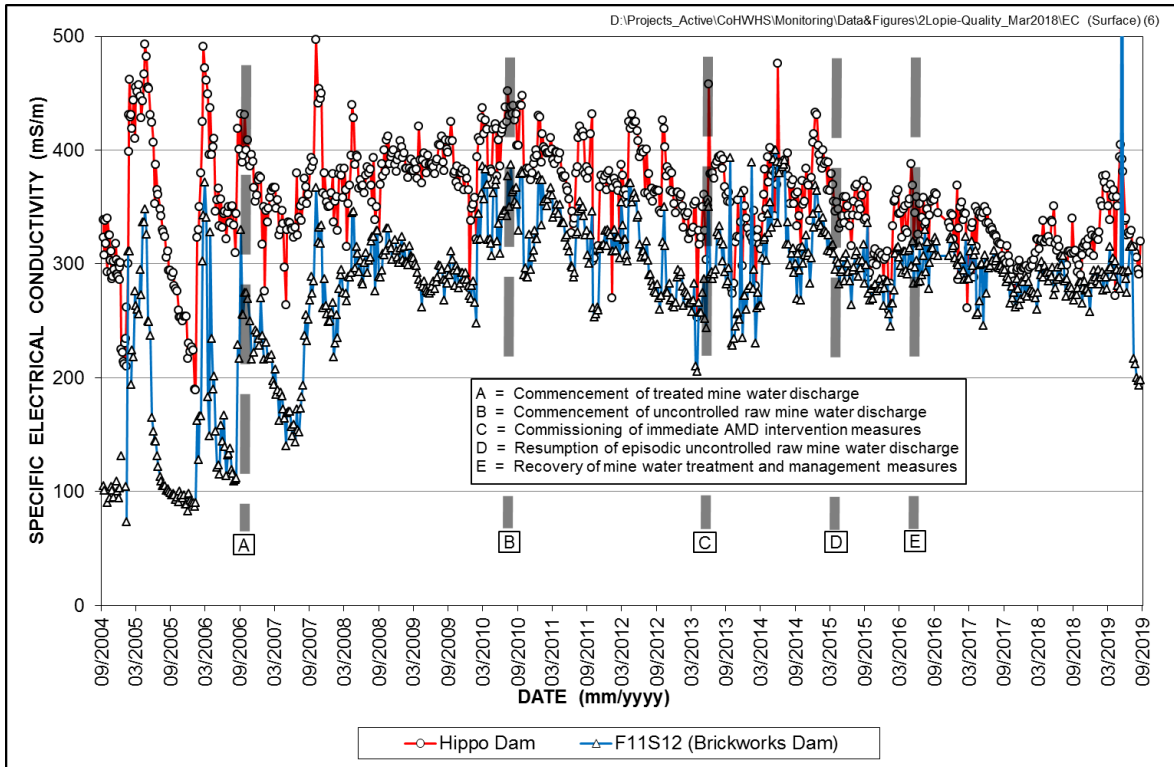 D:\Projects_Active\CoHWHS\Monitoring\Data&Figures\2Lopie-Quality_Mar2018\EC (Surface) (6)
SPECIFIC ELECTRICAL CONDUCTIVITY (mS/m)
500
400
300
200
100
0
A = Commencement of treated mine water discharge
B = Commencement of uncontrolled raw mine water discharge
C = Commissioning of immediate AMD intervention measures
D = Resumption of episodic uncontrolled raw mine water discharge
E = Recovery of mine water treatment and management measures
A
B
C
D
E
09/2004
03/2005
09/2005
03/2006
09/2006
03/2007
09/2007
03/2008
09/2008
03/2009
09/2009
03/2010
09/2010
03/2011
09/2011
03/2012
09/2012
03/2013
09/2013
03/2014
09/2014
03/2015
09/2015
03/2016
09/2016
03/2017
09/2017
03/2018
09/2018
03/2019
09/2019
DATE (mm/yyyy)
Hippo Dam
F11S12 (Brickworks Dam)